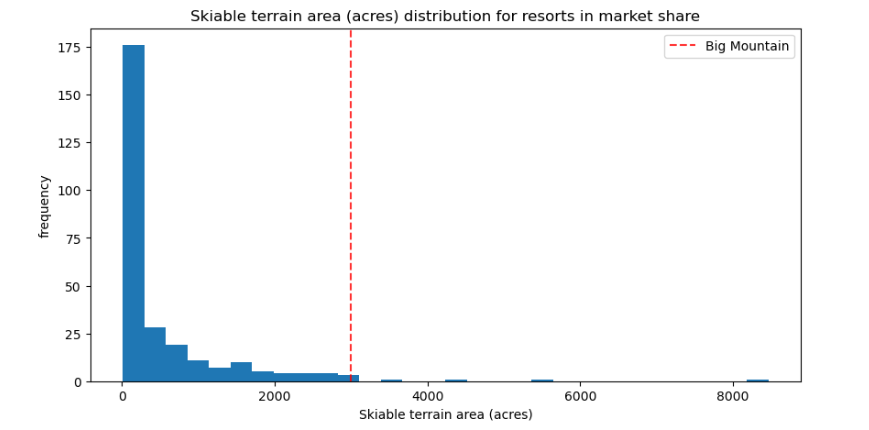 Skiable terrain area (acres) distribution for resorts in market share
Big Mountain
175
150
125
100
75
50
25
0
frequency
0 2000 4000 6000 8000
Skiable terrain area (acres)